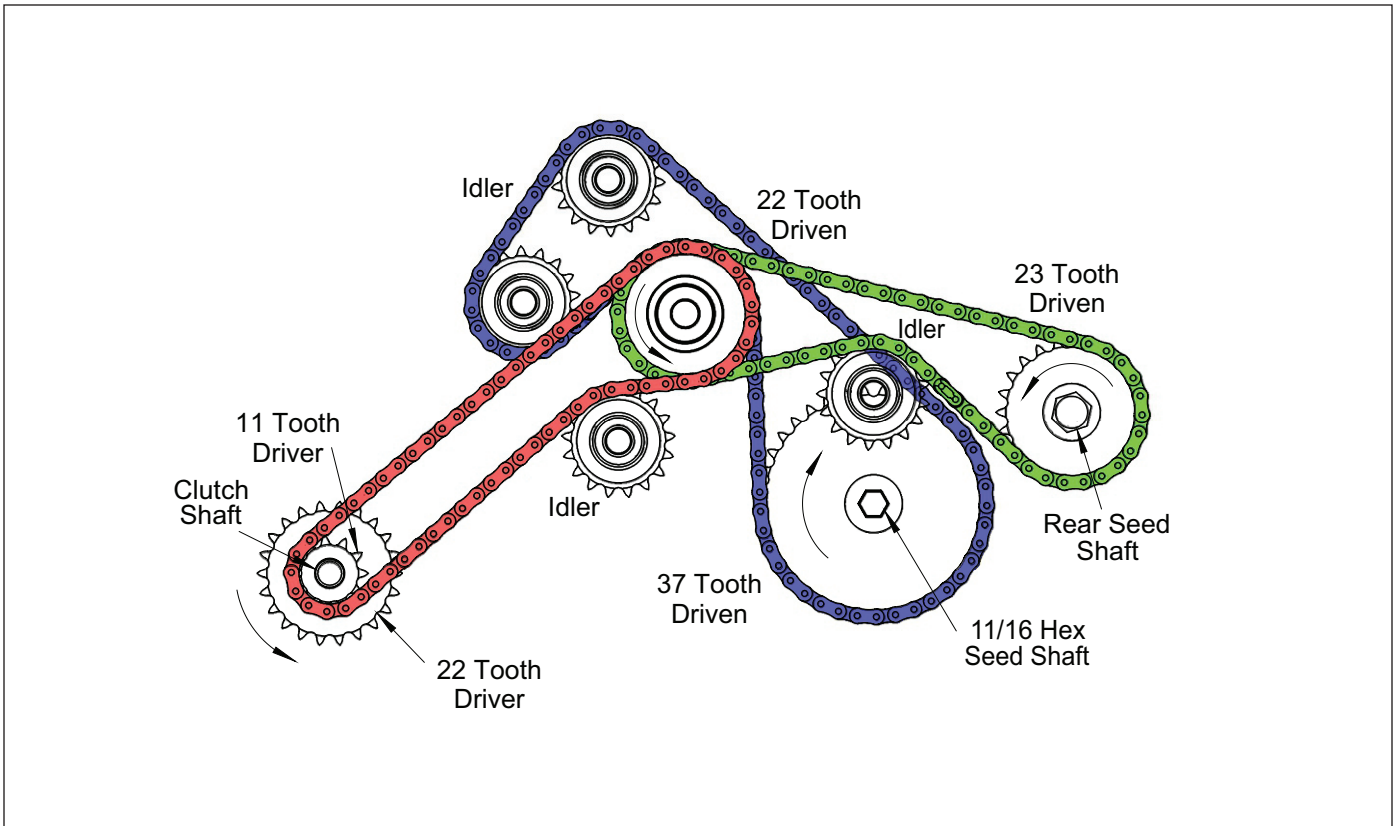 Idler
22 Tooth
Driven
23 Tooth
Driven
Idler
11 Tooth
Driver
Clutch
Shaft
Idler
Rear Seed
Shaft
37 Tooth
Driven
11/16 Hex
Seed Shaft
22 Tooth
Driver